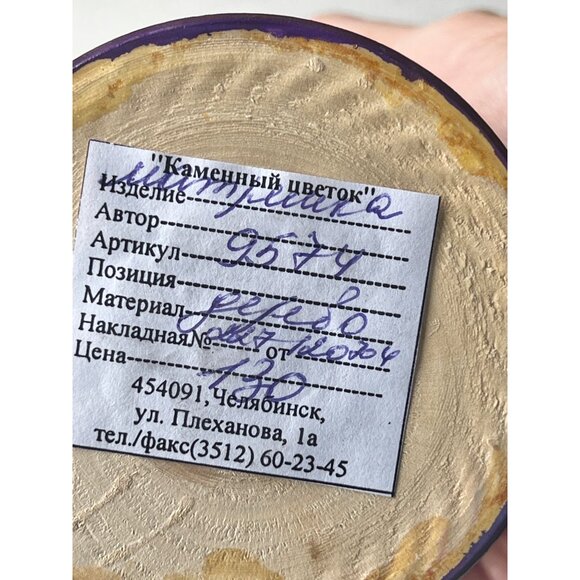 "Каменный цветок"
Изделие матрешка
Автор
Артикул 9574
Позиция
Материал дерево
Накладная№ от
Цена 130
454091, Челябинск,
ул. Плеханова, 1а
тел./факс(3512) 60-23-45